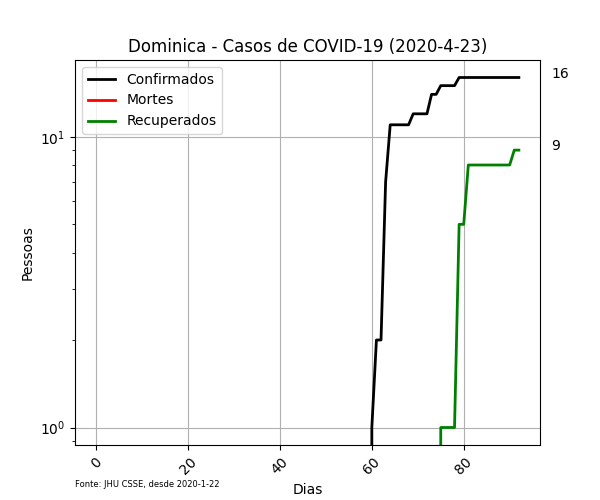 Dominica - Casos de COVID-19 (2020-4-23)
Confirmados
Mortes
Recuperados
16
9
10¹
10⁰
Pessoas
0
20
40
60
80
Dias
Fonte: JHU CSSE, desde 2020-1-22